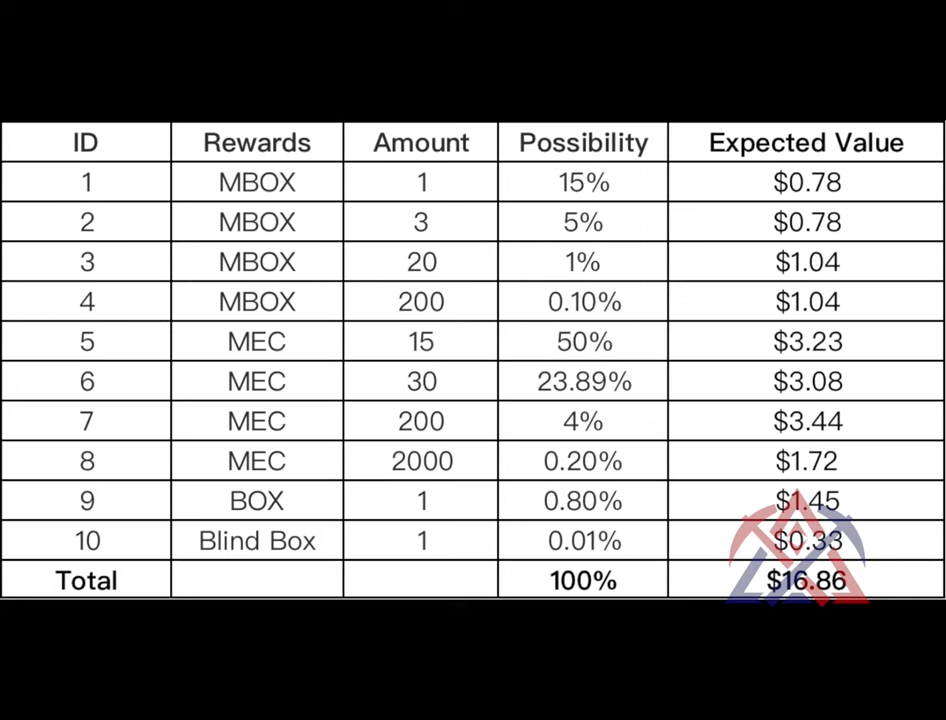 ID Rewards Amount Possibility Expected Value
1 MBOX 1 15% $0.78
2 MBOX 3 5% $0.78
3 MBOX 20 1% $1.04
4 MBOX 200 0.10% $1.04
5 MEC 15 50% $3.23
6 MEC 30 23.89% $3.08
7 MEC 200 4% $3.44
8 MEC 2000 0.20% $1.72
9 BOX 1 0.80% $1.45
10 Blind Box 1 0.01% $0.33
Total 100% $16.86